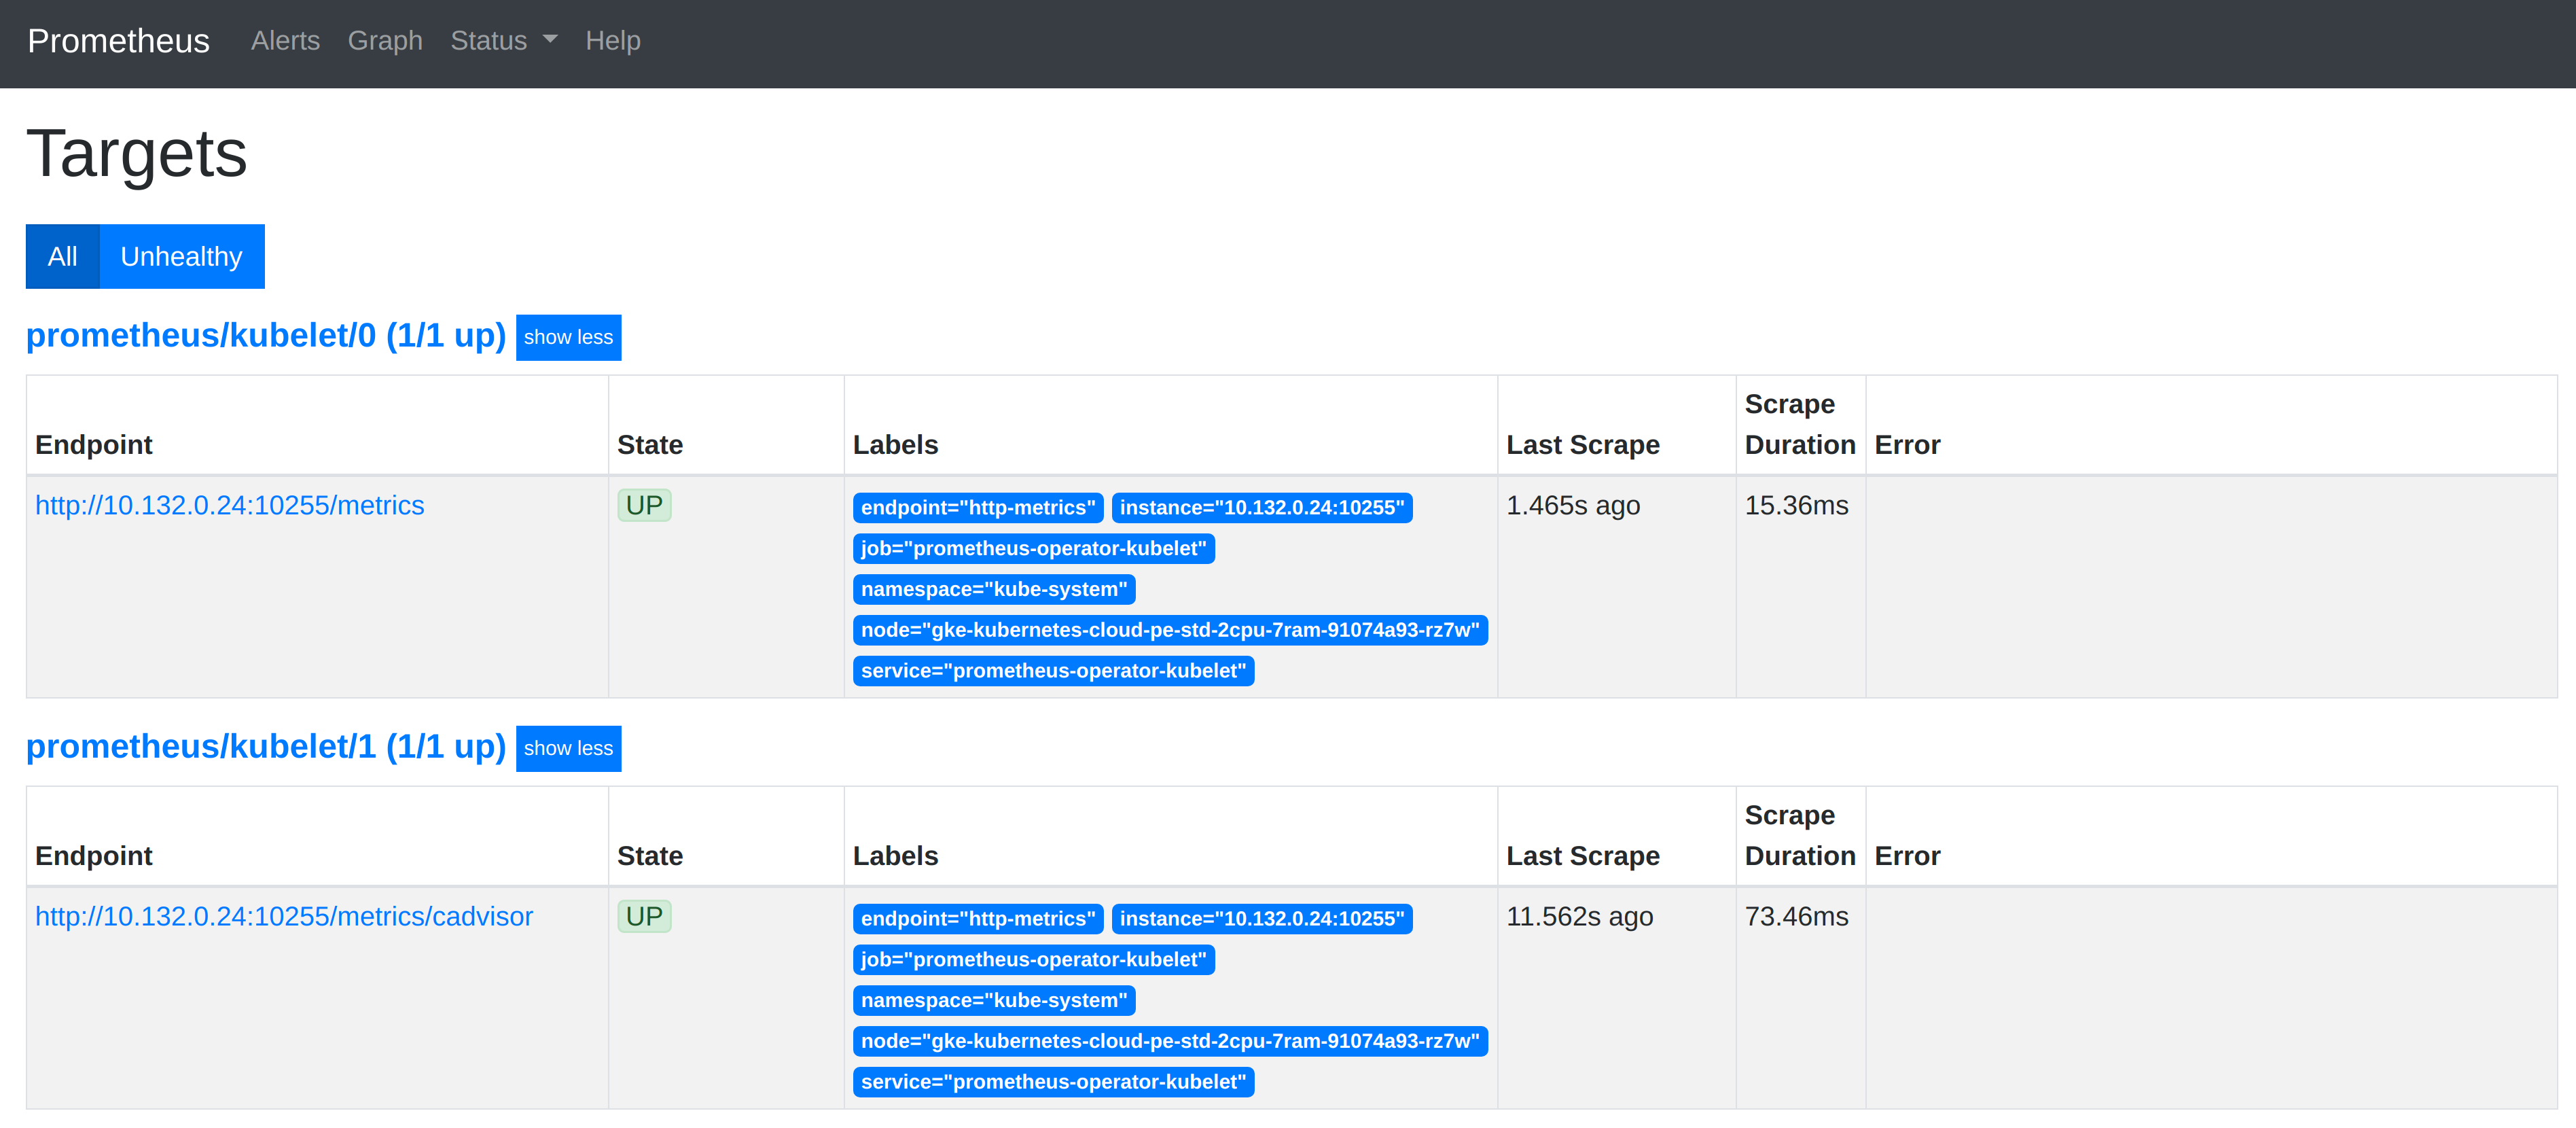 Prometheus Alerts Graph Status Help
Targets
All Unhealthy
prometheus/kubelet/0 (1/1 up) show less
Endpoint State Labels Last Scrape Scrape Duration Error
http://10.132.0.24:10255/metrics UP endpoint="http-metrics" instance="10.132.0.24:10255" 1.465s ago 15.36ms
job="prometheus-operator-kubelet"
namespace="kube-system"
node="gke-kubernetes-cloud-pe-std-2cpu-7ram-91074a93-rz7w"
service="prometheus-operator-kubelet"
prometheus/kubelet/1 (1/1 up) show less
Endpoint State Labels Last Scrape Scrape Duration Error
http://10.132.0.24:10255/metrics/cadvisor UP endpoint="http-metrics" instance="10.132.0.24:10255" 11.562s ago 73.46ms
job="prometheus-operator-kubelet"
namespace="kube-system"
node="gke-kubernetes-cloud-pe-std-2cpu-7ram-91074a93-rz7w"
service="prometheus-operator-kubelet"